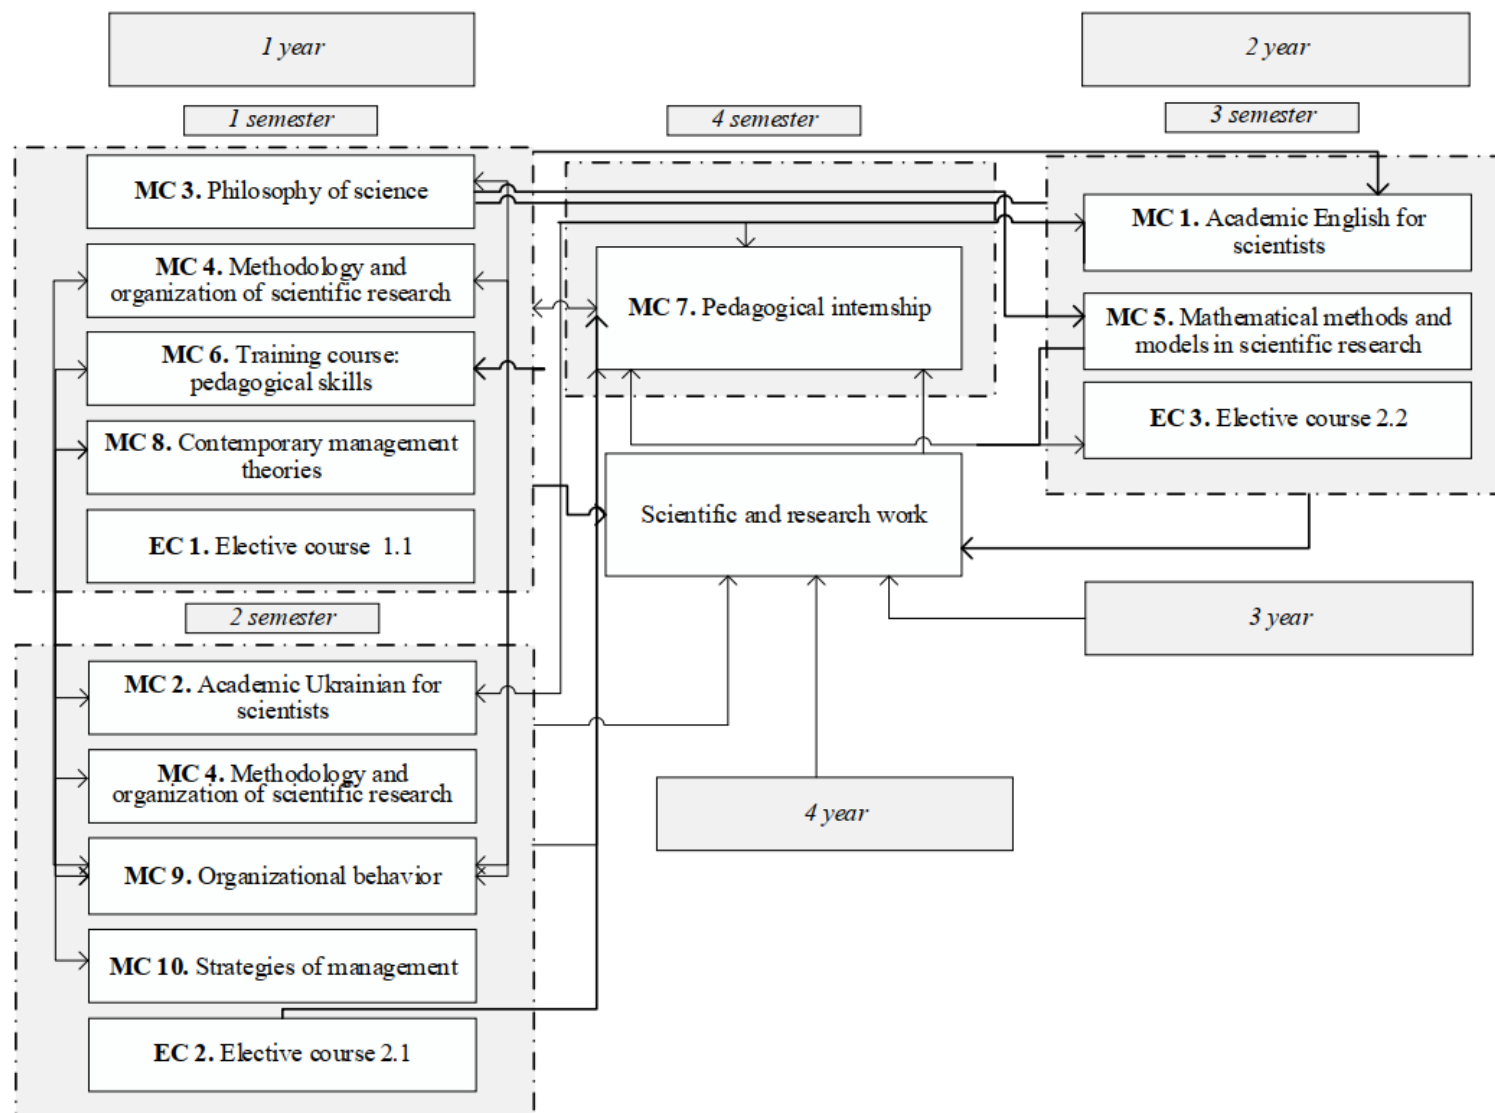 1 year
2 year
1 semester
4 semester
3 semester
MC 3. Philosophy of science
MC 4. Methodology and
organization of scientific research
MC 6. Training course:
pedagogical skills
MC 8. Contemporary management
theories
EC 1. Elective course 1.1
MC 7. Pedagogical internship
Scientific and research work
MC 1. Academic English for
scientists
MC 5. Mathematical methods and
models in scientific research
EC 3. Elective course 2.2
2 semester
3 year
MC 2. Academic Ukrainian for
scientists
MC 4. Methodology and
organization of scientific research
MC 9. Organizational behavior
MC 10. Strategies of management
EC 2. Elective course 2.1
4 year